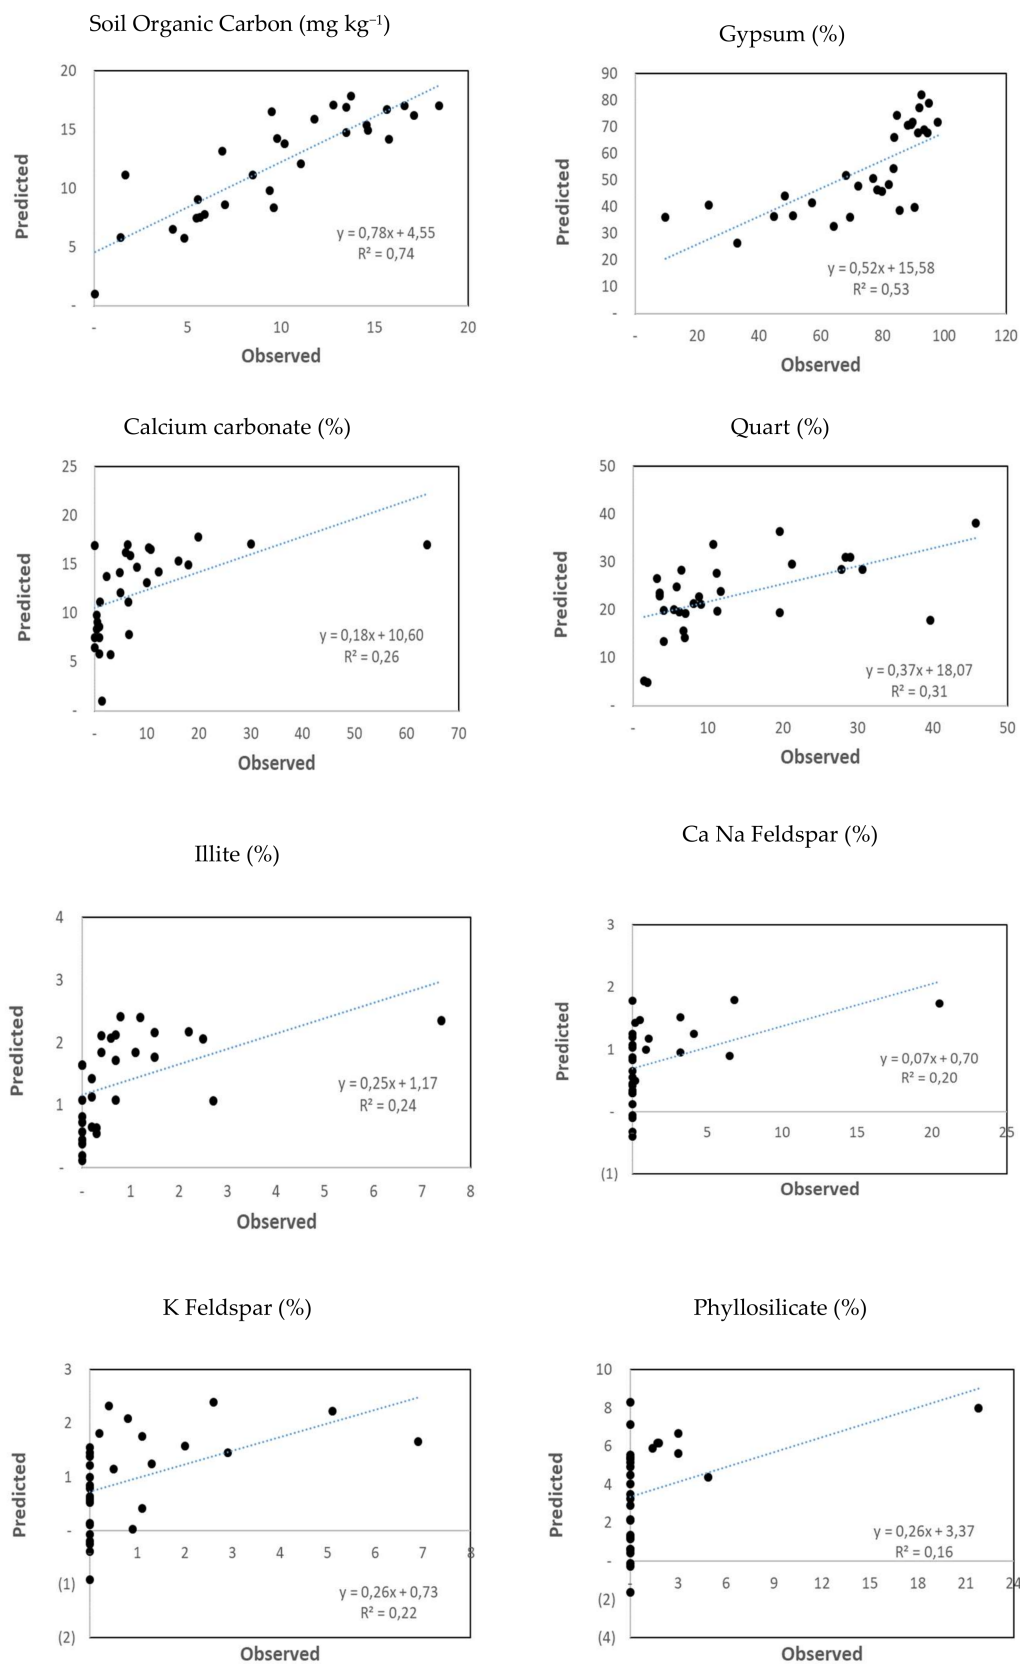 Soil Organic Carbon (mg kg⁻¹)
20
15
10
5
-
Predicted
y = 0,78x + 4,55
R² = 0,74
- 5 10 15 20
Observed
Gypsum (%)
90
80
70
60
50
40
30
20
10
-
Predicted
y = 0,52x + 15,58
R² = 0,53
- 20 40 60 80 100 120
Observed
Calcium carbonate (%)
25
20
15
10
5
-
Predicted
y = 0,18x + 10,60
R² = 0,26
- 10 20 30 40 50 60 70
Observed
Quart (%)
50
40
30
20
10
-
Predicted
y = 0,37x + 18,07
R² = 0,31
- 10 20 30 40 50
Observed
Illite (%)
4
3
2
1
-
Predicted
y = 0,25x + 1,17
R² = 0,24
- 1 2 3 4 5 6 7 8
Observed
Ca Na Feldspar (%)
3
2
1
-
(1)
Predicted
y = 0,07x + 0,70
R² = 0,20
5 10 15 20 25
Observed
K Feldspar (%)
3
2
1
-
(1)
(2)
Predicted
1 2 3 4 5 6 7 8
y = 0,26x + 0,73
R² = 0,22
Observed
Phyllosilicate (%)
10
8
6
4
2
-
(2)
(4)
Predicted
y = 0,26x + 3,37
R² = 0,16
- 3 6 9 12 15 18 21 24
Observed